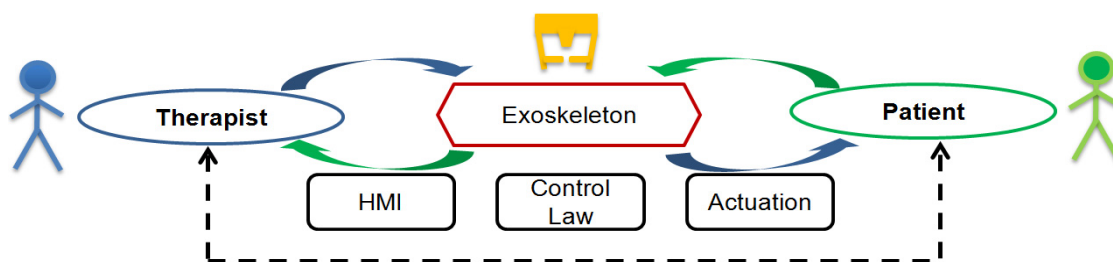 Therapist
Exoskeleton
Patient
HMI
Control
Law
Actuation